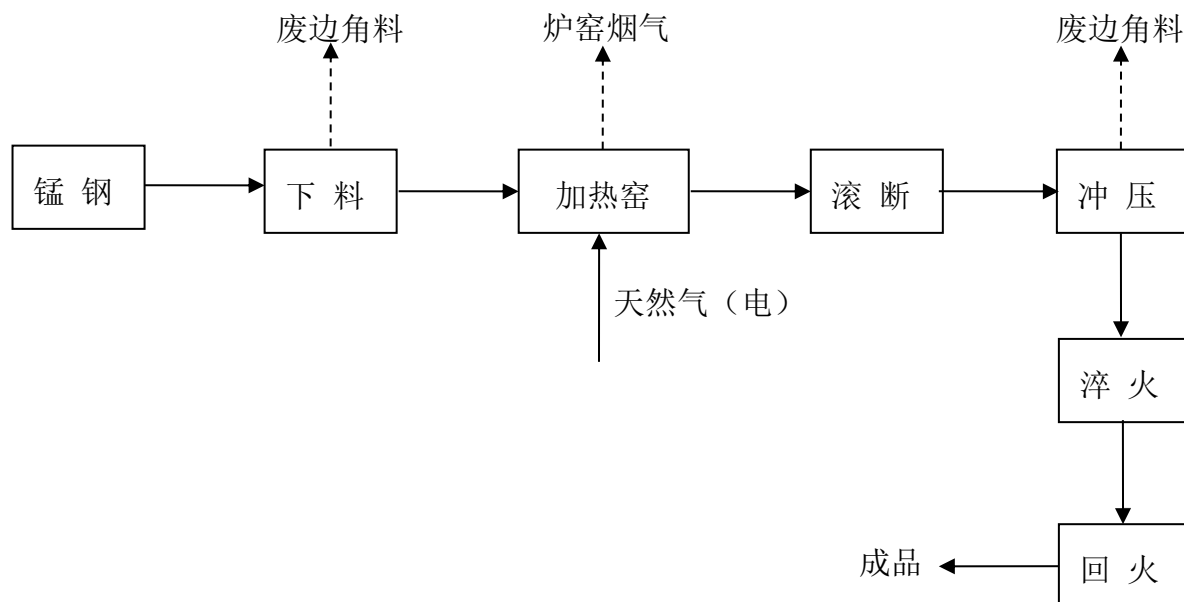 废边角料
炉窑烟气
废边角料
锰 钢
下 料
加热窑
滚 断
冲 压
天然气（电）
淬 火
成品
回 火